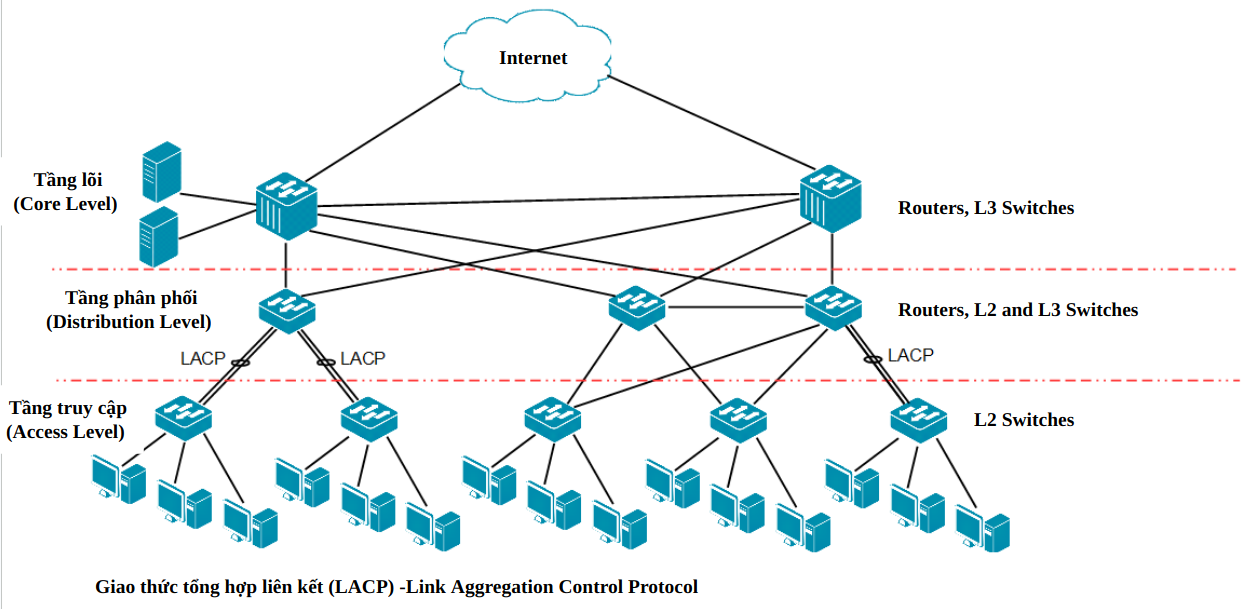 Internet
Tầng lõi
(Core Level)
Routers, L3 Switches
Tầng phân phối
(Distribution Level)
Routers, L2 and L3 Switches
LACP
LACP
LACP
Tầng truy cập
(Access Level)
L2 Switches
Giao thức tổng hợp liên kết (LACP) -Link Aggregation Control Protocol